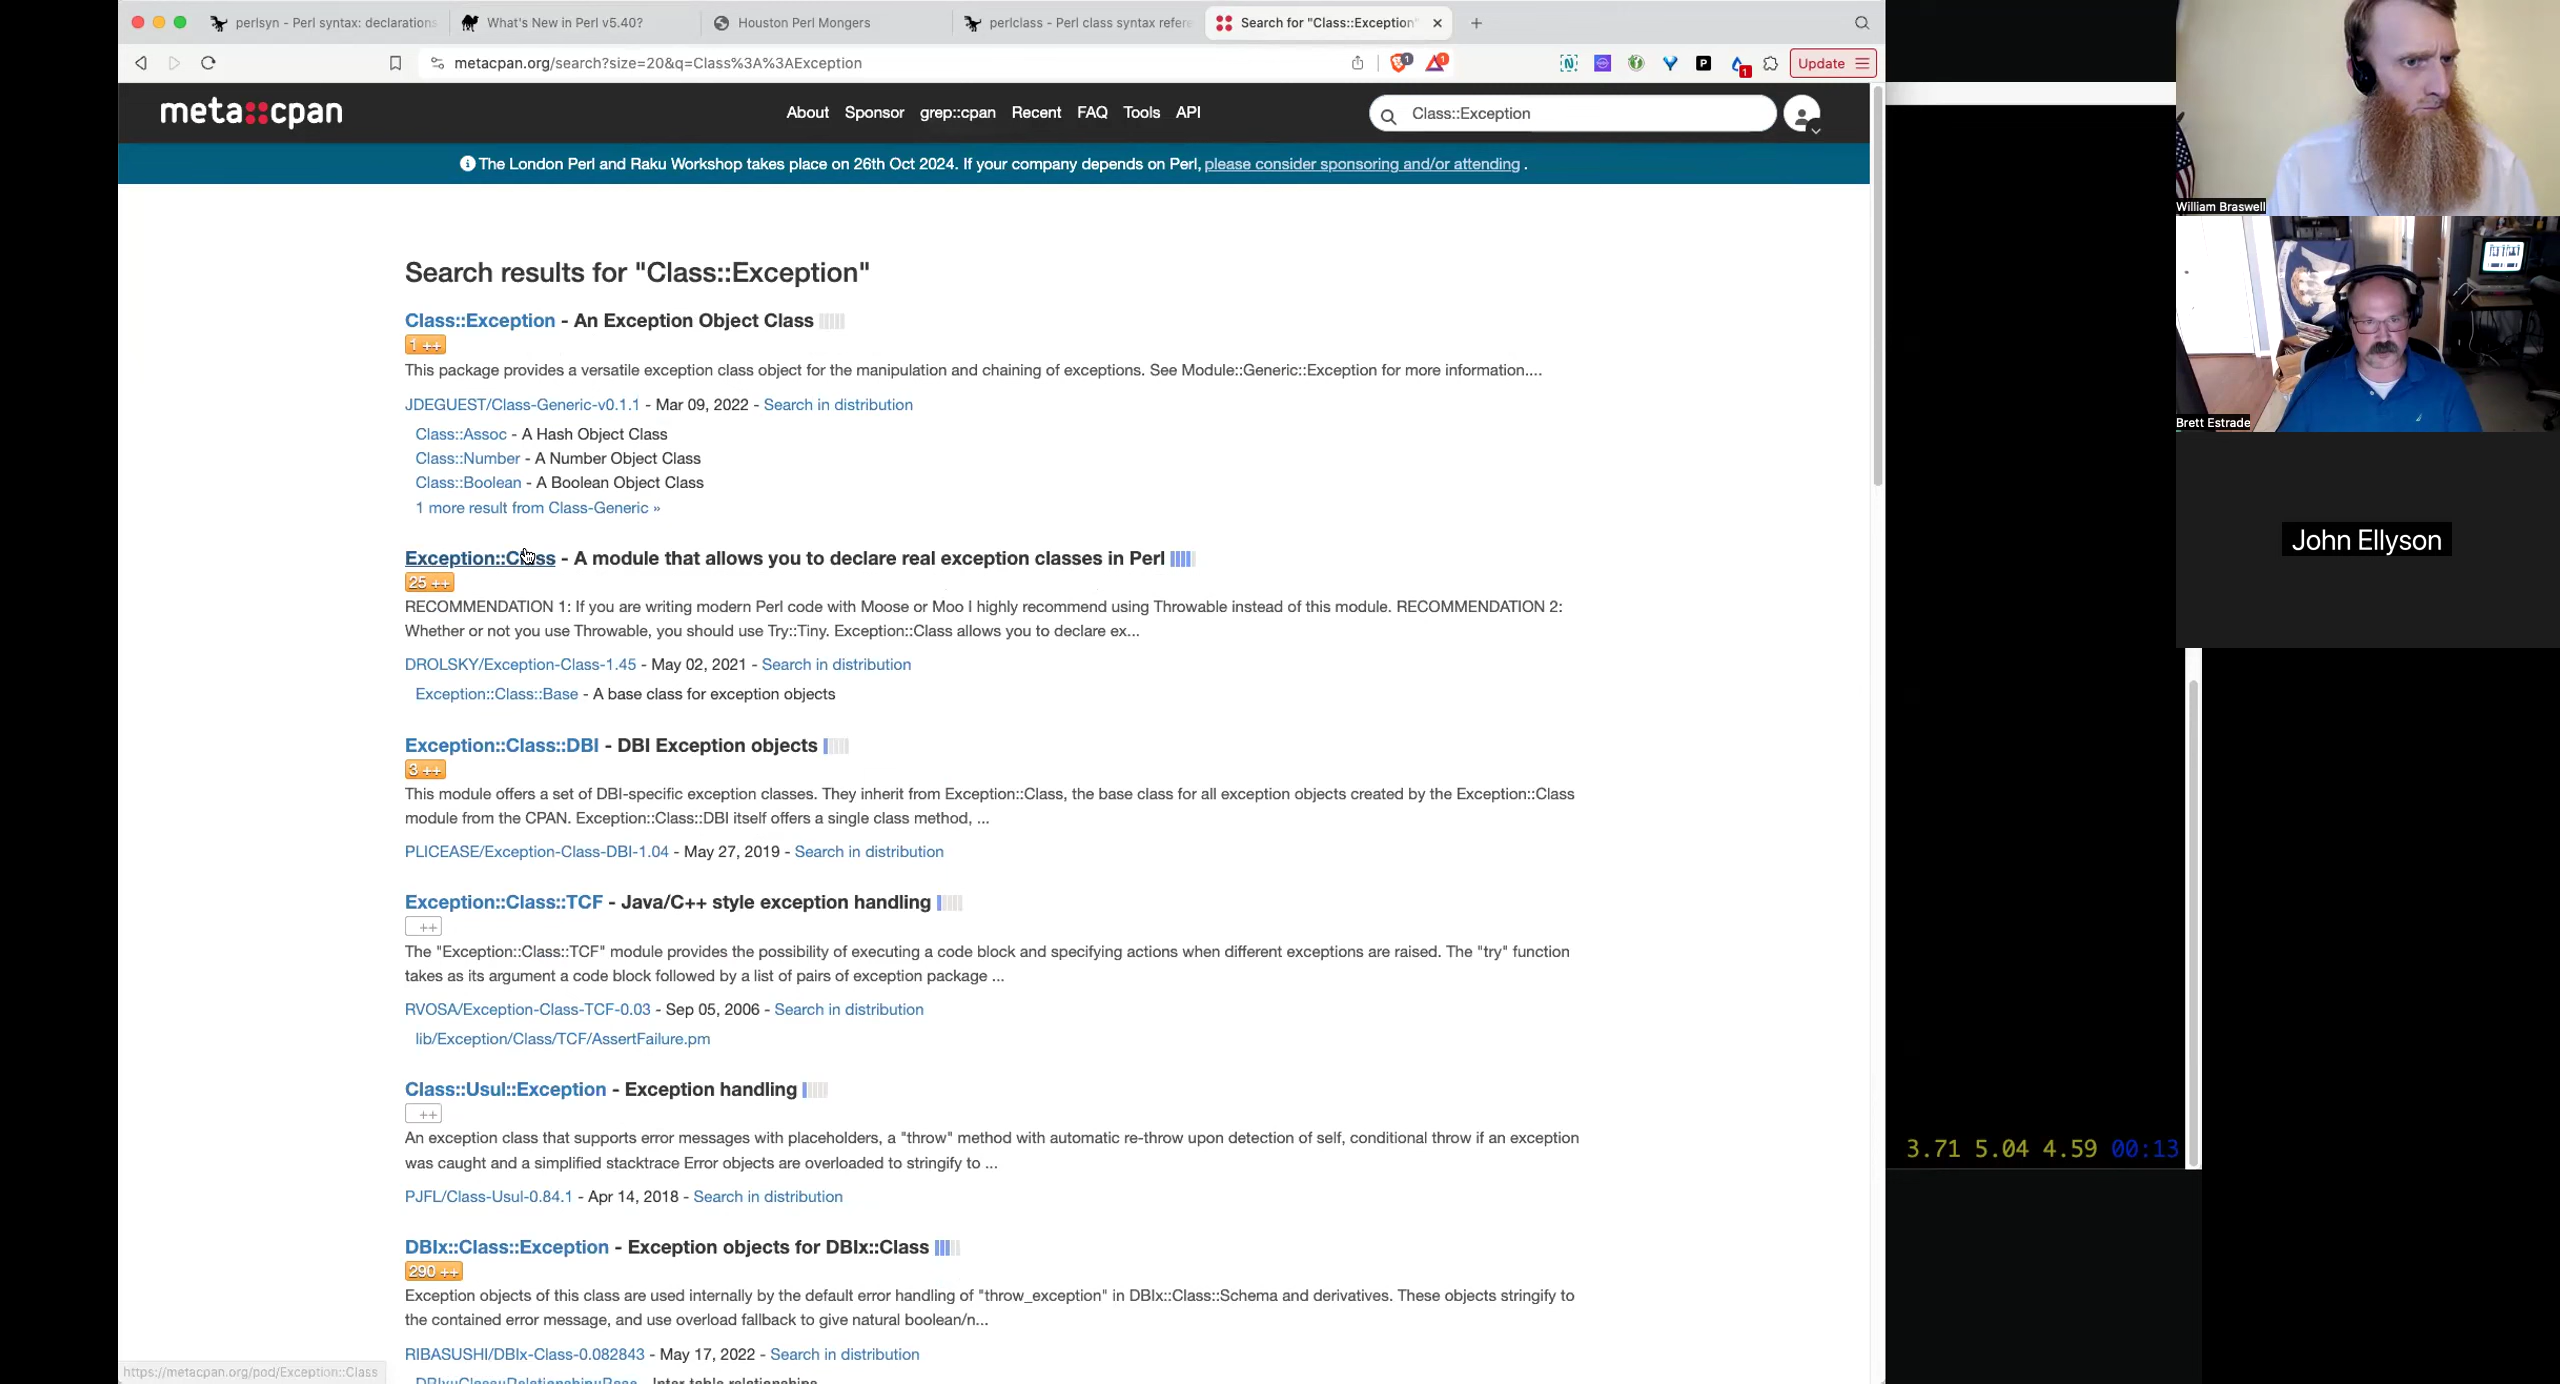 perlsyn - Perl syntax: declarations
What's New in Perl v5.40?
Houston Perl Mongers
perlclass - Perl class syntax refere
Search for "Class::Exception"
metacpan.org/search?size=20&q=Class%3A%3AException
1
1
N
P
1
Update
meta::cpan
About
Sponsor
grep::cpan
Recent
FAQ
Tools
API
Class::Exception
The London Perl and Raku Workshop takes place on 26th Oct 2024. If your company depends on Perl, please consider sponsoring and/or attending .
Search results for "Class::Exception"
Class::Exception - An Exception Object Class
1 ++
This package provides a versatile exception class object for the manipulation and chaining of exceptions. See Module::Generic::Exception for more information....
JDEGUEST/Class-Generic-v0.1.1 - Mar 09, 2022 - Search in distribution
Class::Assoc - A Hash Object Class
Class::Number - A Number Object Class
Class::Boolean - A Boolean Object Class
1 more result from Class-Generic »
Exception::Class - A module that allows you to declare real exception classes in Perl
25 ++
RECOMMENDATION 1: If you are writing modern Perl code with Moose or Moo I highly recommend using Throwable instead of this module. RECOMMENDATION 2:
Whether or not you use Throwable, you should use Try::Tiny. Exception::Class allows you to declare ex...
DROLSKY/Exception-Class-1.45 - May 02, 2021 - Search in distribution
Exception::Class::Base - A base class for exception objects
Exception::Class::DBI - DBI Exception objects
3 ++
This module offers a set of DBI-specific exception classes. They inherit from Exception::Class, the base class for all exception objects created by the Exception::Class
module from the CPAN. Exception::Class::DBI itself offers a single class method, ...
PLICEASE/Exception-Class-DBI-1.04 - May 27, 2019 - Search in distribution
Exception::Class::TCF - Java/C++ style exception handling
++
The "Exception::Class::TCF" module provides the possibility of executing a code block and specifying actions when different exceptions are raised. The "try" function
takes as its argument a code block followed by a list of pairs of exception package ...
RVOSA/Exception-Class-TCF-0.03 - Sep 05, 2006 - Search in distribution
lib/Exception/Class/TCF/AssertFailure.pm
Class::Usul::Exception - Exception handling
++
An exception class that supports error messages with placeholders, a "throw" method with automatic re-throw upon detection of self, conditional throw if an exception
was caught and a simplified stacktrace Error objects are overloaded to stringify to ...
PJFL/Class-Usul-0.84.1 - Apr 14, 2018 - Search in distribution
DBIx::Class::Exception - Exception objects for DBIx::Class
290 ++
Exception objects of this class are used internally by the default error handling of "throw_exception" in DBIx::Class::Schema and derivatives. These objects stringify to
the contained error message, and use overload fallback to give natural boolean/n...
RIBASUSHI/DBIx-Class-0.082843 - May 17, 2022 - Search in distribution
DBIx::Class::Relationship::Base - Inter-table relationships
https://metacpan.org/pod/Exception::Class
William Braswell
Brett Estrade
John Ellyson
3.71 5.04 4.59 00:13